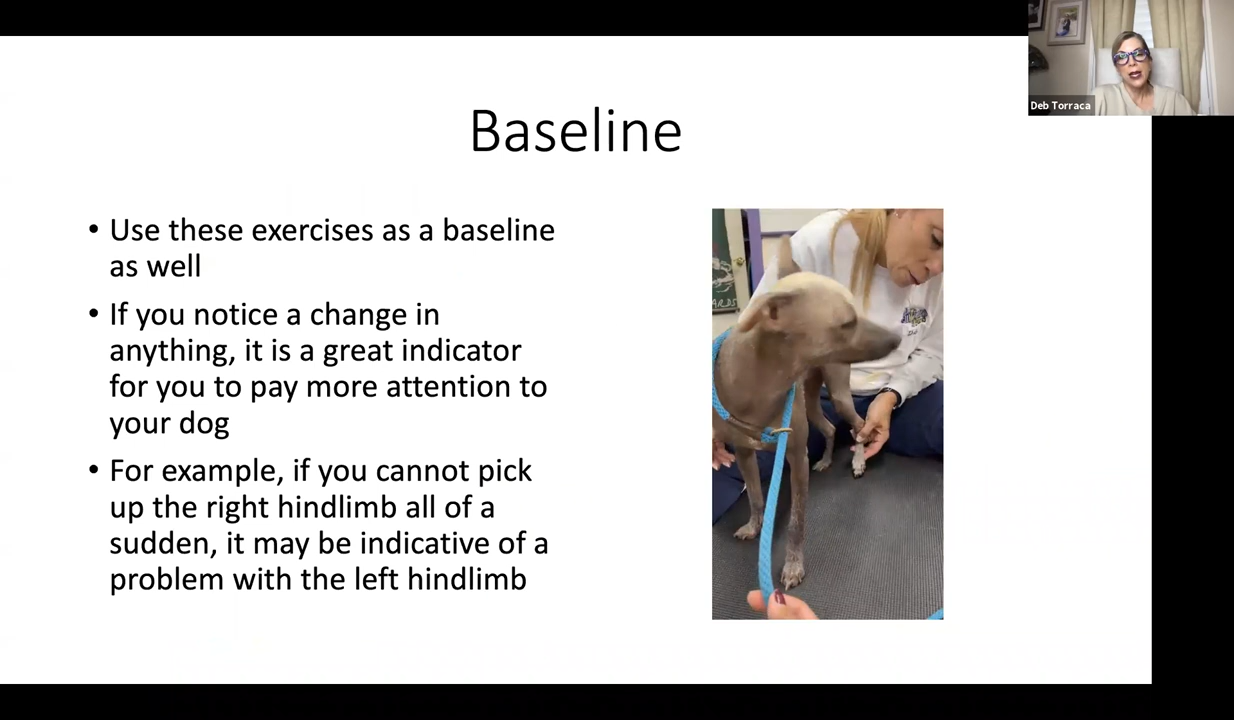 Deb Torraca
Baseline
• Use these exercises as a baseline
as well
• If you notice a change in
anything, it is a great indicator
for you to pay more attention to
your dog
• For example, if you cannot pick
up the right hindlimb all of a
sudden, it may be indicative of a
problem with the left hindlimb
ARDS